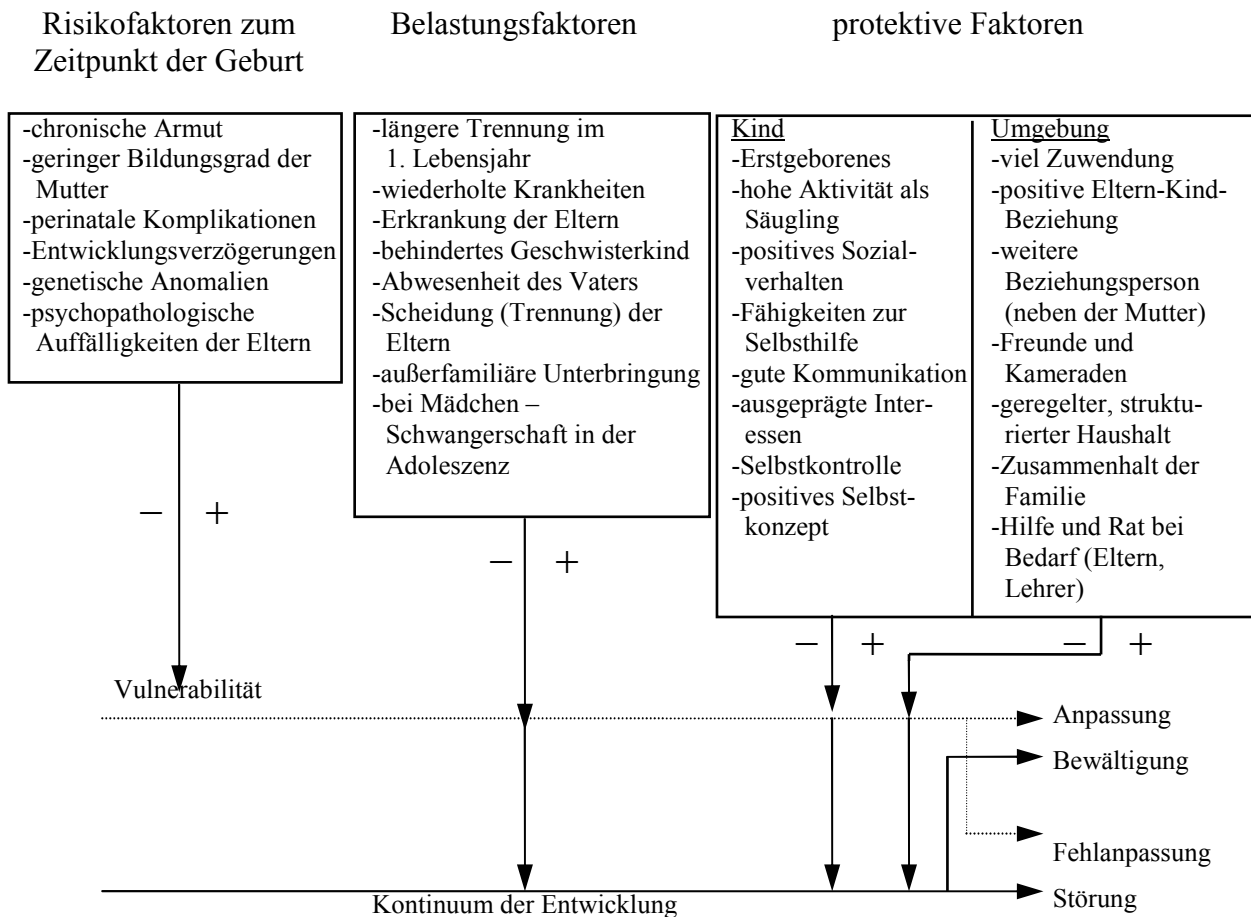 Risikofaktoren zum
Zeitpunkt der Geburt
Belastungsfaktoren
protektive Faktoren
-chronische Armut
-geringer Bildungsgrad der
Mutter
-perinatale Komplikationen
-Entwicklungsverzögerungen
-genetische Anomalien
-psychopathologische
Auffälligkeiten der Eltern
-längere Trennung im
1. Lebensjahr
-wiederholte Krankheiten
-Erkrankung der Eltern
-behindertes Geschwisterkind
-Abwesenheit des Vaters
-Scheidung (Trennung) der
Eltern
-außerfamiliäre Unterbringung
-bei Mädchen –
Schwangerschaft in der
Adoleszenz
Kind
-Erstgeborenes
-hohe Aktivität als
Säugling
-positives Sozial-
verhalten
-Fähigkeiten zur
Selbsthilfe
-gute Kommunikation
-ausgeprägte Inter-
essen
-Selbstkontrolle
-positives Selbst-
konzept
Umgebung
-viel Zuwendung
-positive Eltern-Kind-
Beziehung
-weitere
Beziehungsperson
(neben der Mutter)
-Freunde und
Kameraden
-geregelter, struktu-
rierter Haushalt
-Zusammenhalt der
Familie
-Hilfe und Rat bei
Bedarf (Eltern,
Lehrer)
– +
– +
– +
– +
Vulnerabilität
Anpassung
Bewältigung
Fehlanpassung
Störung
Kontinuum der Entwicklung